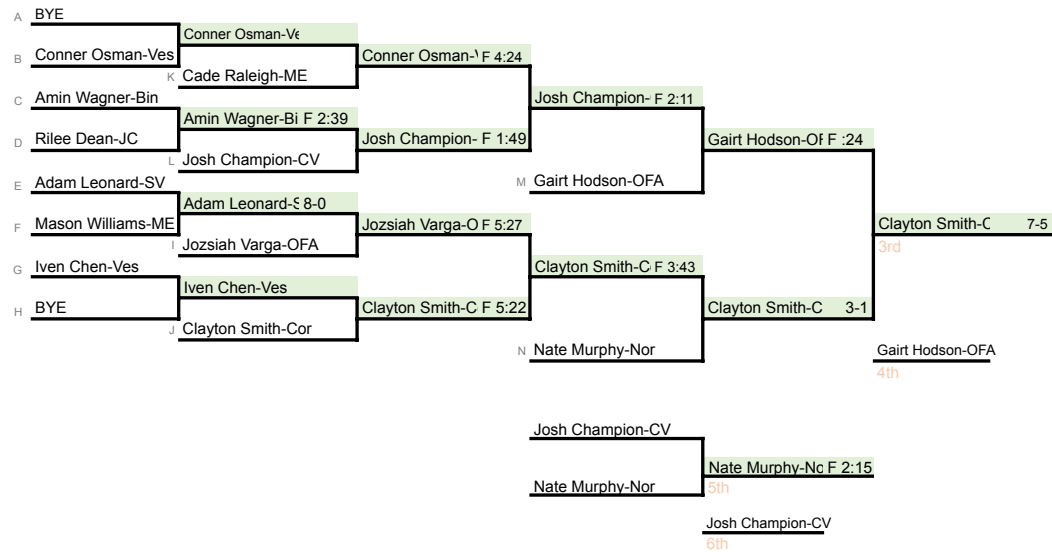 A BYE
Conner Osman-Ve
B Conner Osman-Ves
Conner Osman-\ F 4:24
K Cade Raleigh-ME
C Amin Wagner-Bin
Josh Champion- F 2:11
Amin Wagner-Bi F 2:39
D Rilee Dean-JC
Josh Champion- F 1:49
Gairt Hodson-OF F :24
L Josh Champion-CV
E Adam Leonard-SV
M Gairt Hodson-OFA
Adam Leonard-S 8-0
F Mason Williams-ME
Jozsiah Varga-O F 5:27
Clayton Smith-C 7-5
I Jozsiah Varga-OFA
3rd
G Iven Chen-Ves
Clayton Smith-C F 3:43
Iven Chen-Ves
H BYE
Clayton Smith-C F 5:22
Clayton Smith-C 3-1
J Clayton Smith-Cor
N Nate Murphy-Nor
Gairt Hodson-OFA
4th
Josh Champion-CV
Nate Murphy-Nc F 2:15
Nate Murphy-Nor
5th
Josh Champion-CV
6th